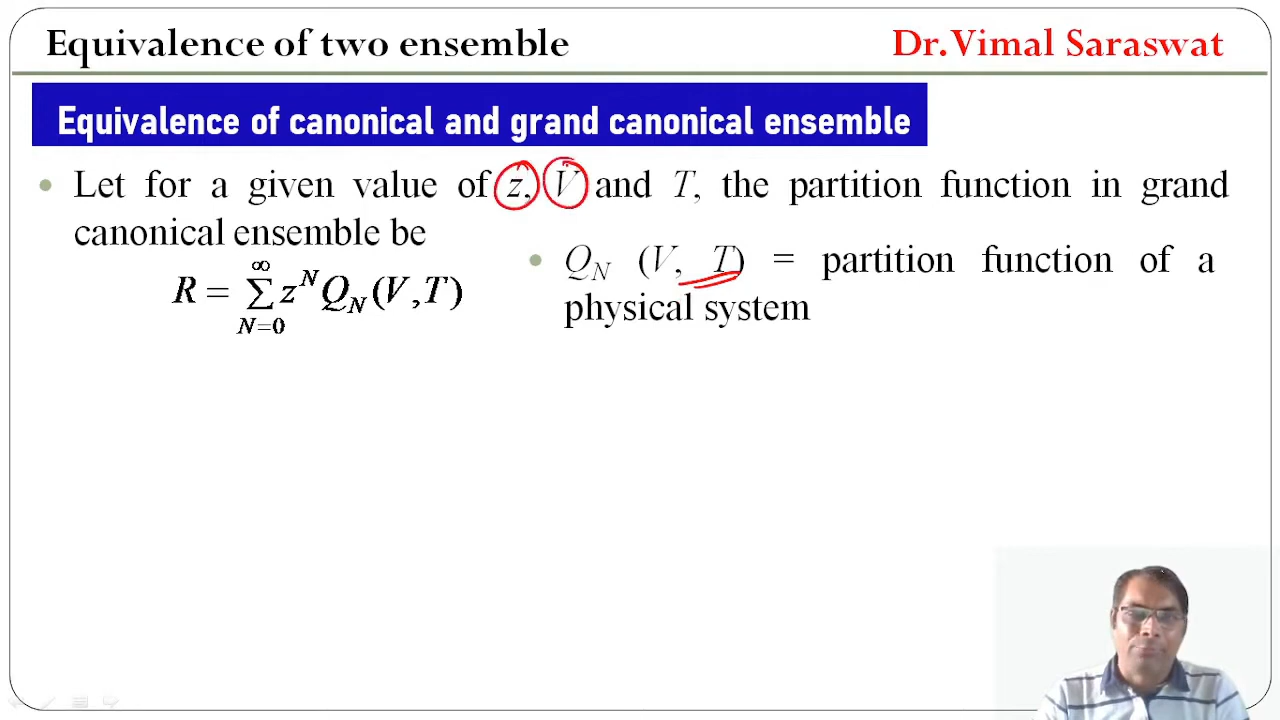 Equivalence of two ensemble
Dr. Vimal Saraswat
Equivalence of canonical and grand canonical ensemble
• Let for a given value of z, V and T, the partition function in grand
canonical ensemble be
R = ∑_{N=0}^{∞} z^N Q_N (V, T)
• Q_N (V, T) = partition function of a
physical system